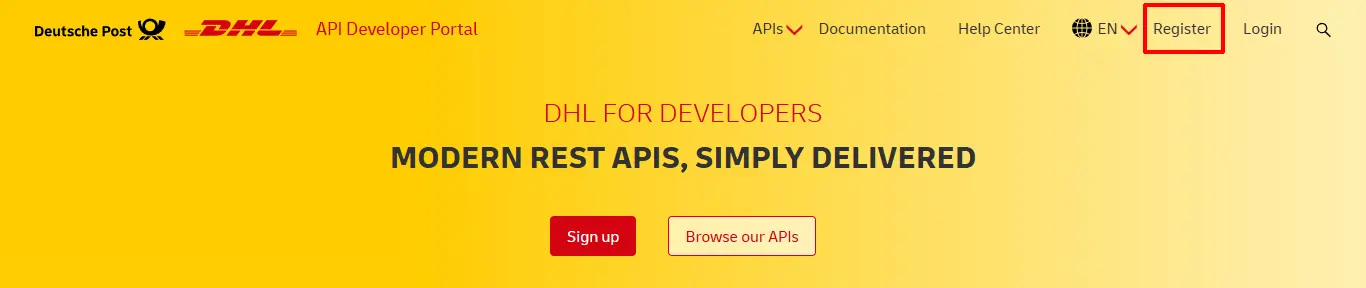 Deutsche Post DHL API Developer Portal APIs Documentation Help Center EN Register Login
DHL FOR DEVELOPERS
MODERN REST APIS, SIMPLY DELIVERED
Sign up Browse our APIs